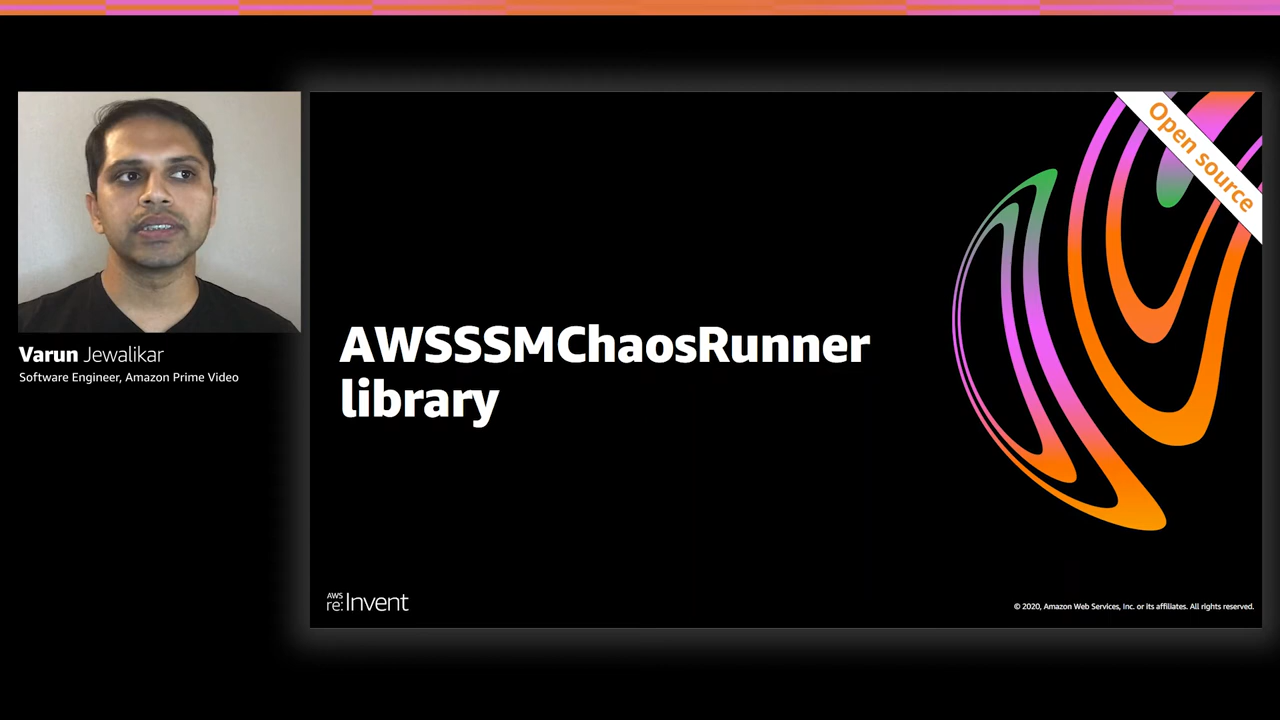 Open source
Varun Jewalikar
Software Engineer, Amazon Prime Video
AWSSSMChaosRunner
library
AWS
re:Invent
© 2020, Amazon Web Services, Inc. or its affiliates. All rights reserved.